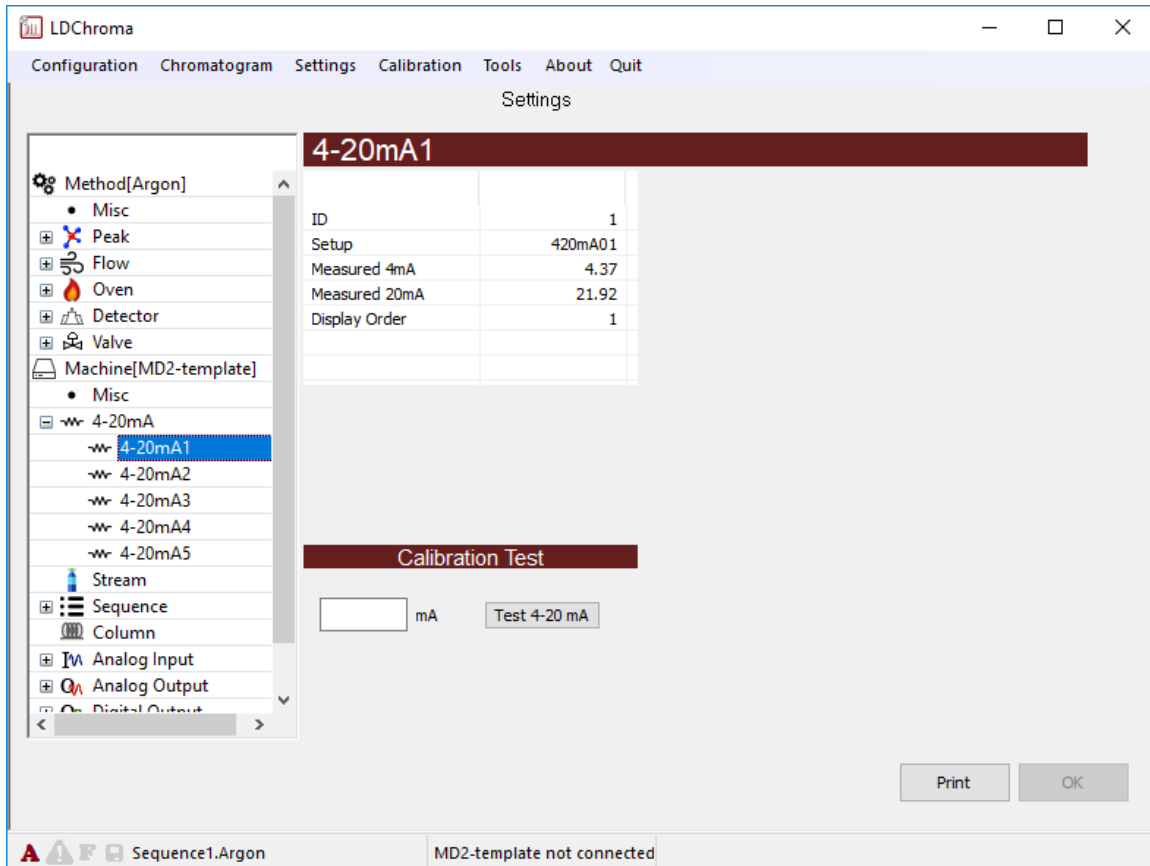 LDChroma
Configuration Chromatogram Settings Calibration Tools About Quit
Settings
4-20mA1
Method[Argon]
Misc
Peak
Flow
Oven
Detector
Valve
Machine[MD2-template]
Misc
4-20mA
4-20mA1
4-20mA2
4-20mA3
4-20mA4
4-20mA5
Stream
Sequence
Column
Analog Input
Analog Output
Digital Output
ID 1
Setup 420mA01
Measured 4mA 4.37
Measured 20mA 21.92
Display Order 1
Calibration Test
mA Test 4-20 mA
Print OK
A F Sequence1.Argon MD2-template not connected